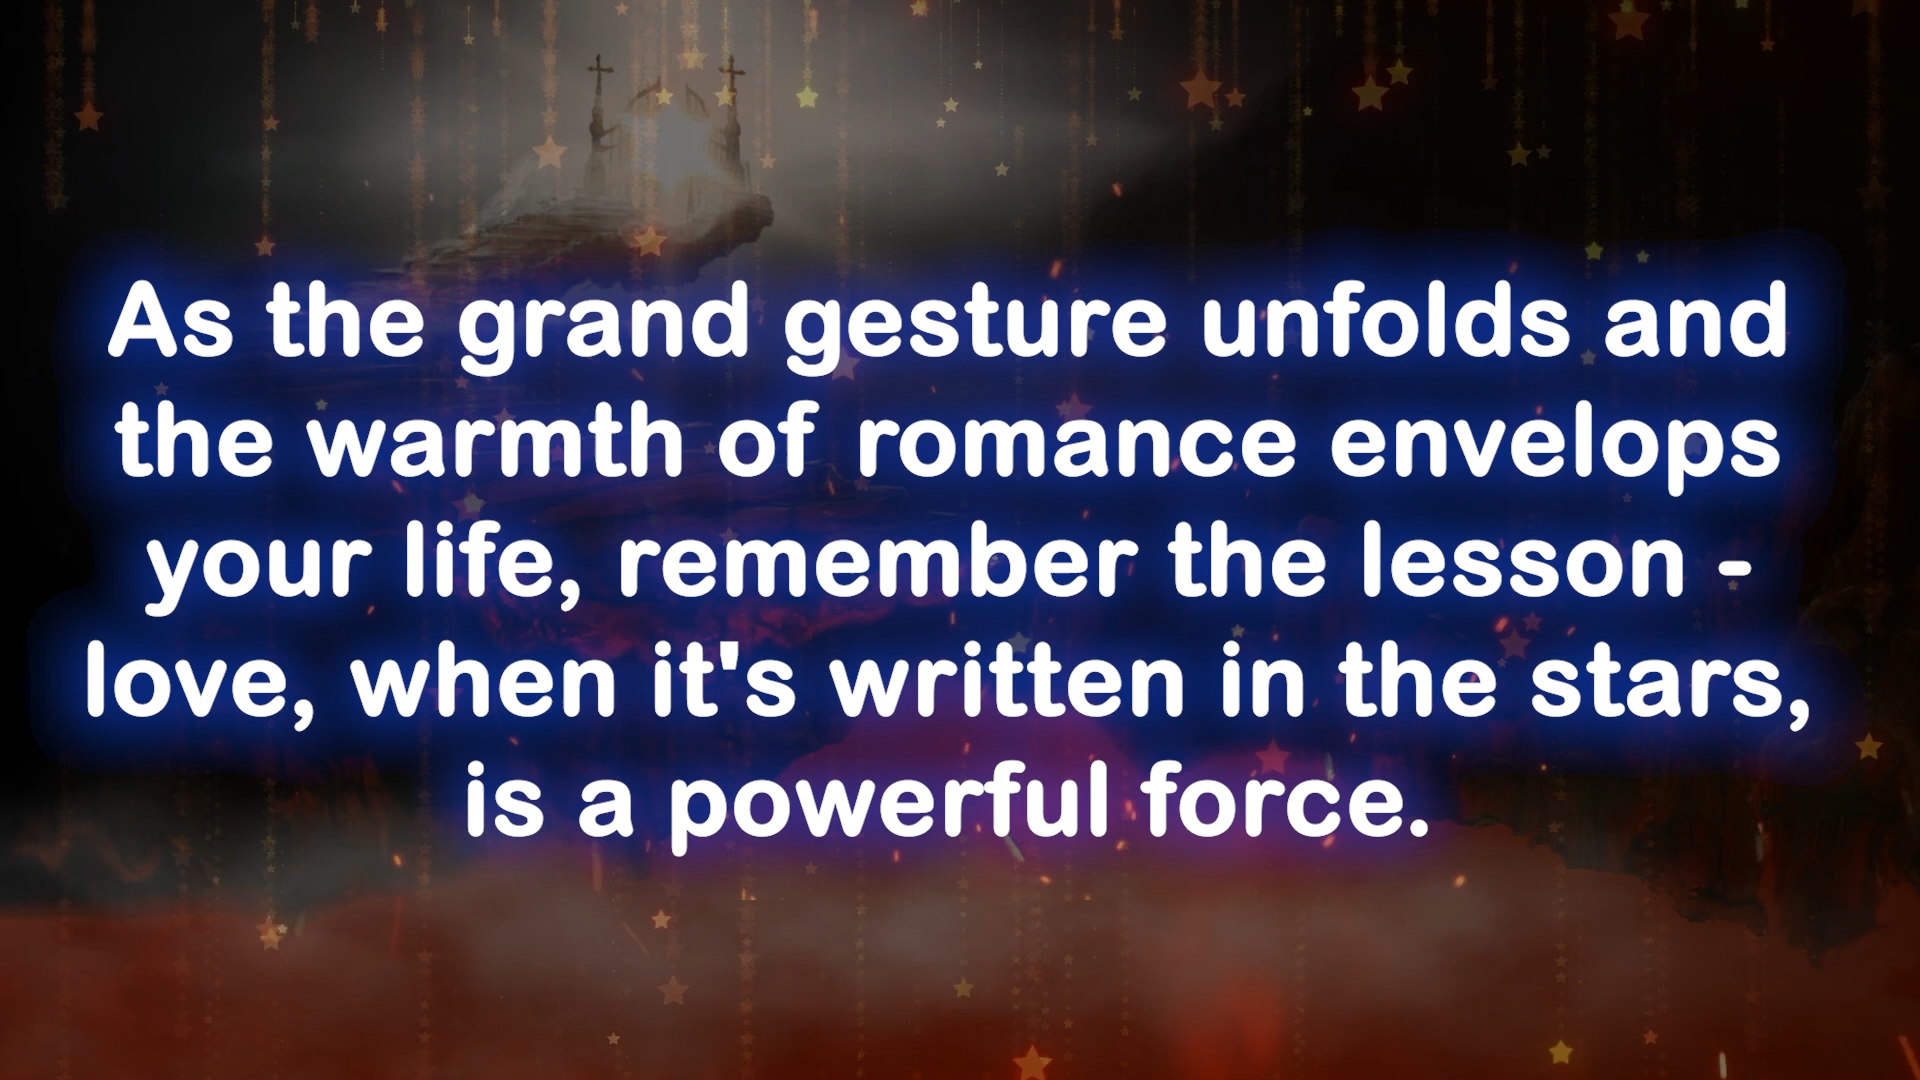 As the grand gesture unfolds and
the warmth of romance envelops
your life, remember the lesson -
love, when it's written in the stars,
is a powerful force.